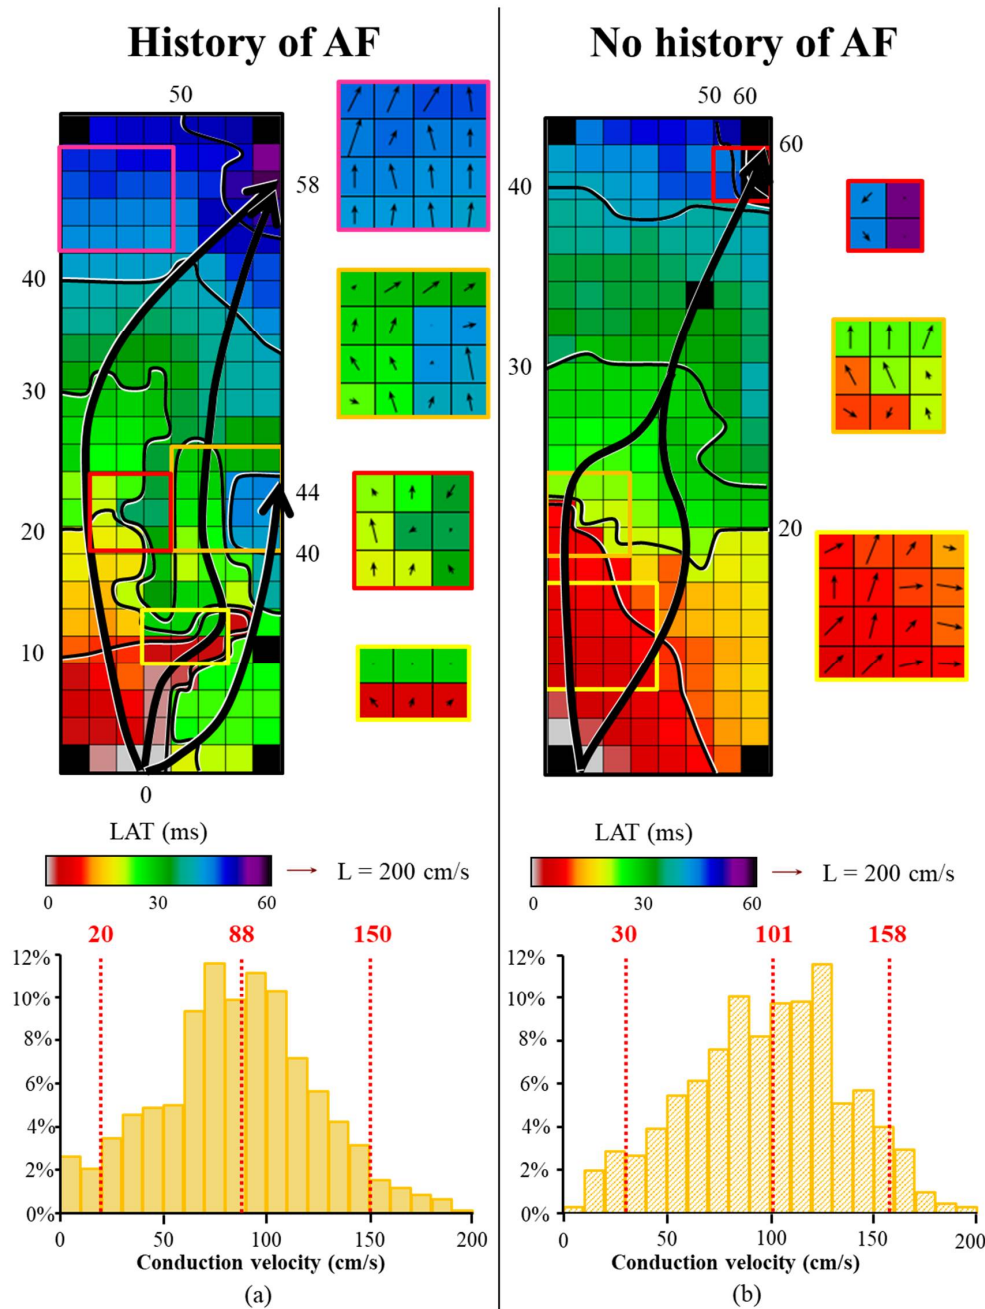 History of AF
50
58
40
30
44
20
40
10
0
LAT (ms)
L = 200 cm/s
0 30 60
20 88 150
12%
10%
8%
6%
4%
2%
0%
0 50 100 150 200
Conduction velocity (cm/s)
(a)
No history of AF
50 60
60
40
30
20
LAT (ms)
L = 200 cm/s
0 30 60
30 101 158
12%
10%
8%
6%
4%
2%
0%
0 50 100 150 200
Conduction velocity (cm/s)
(b)